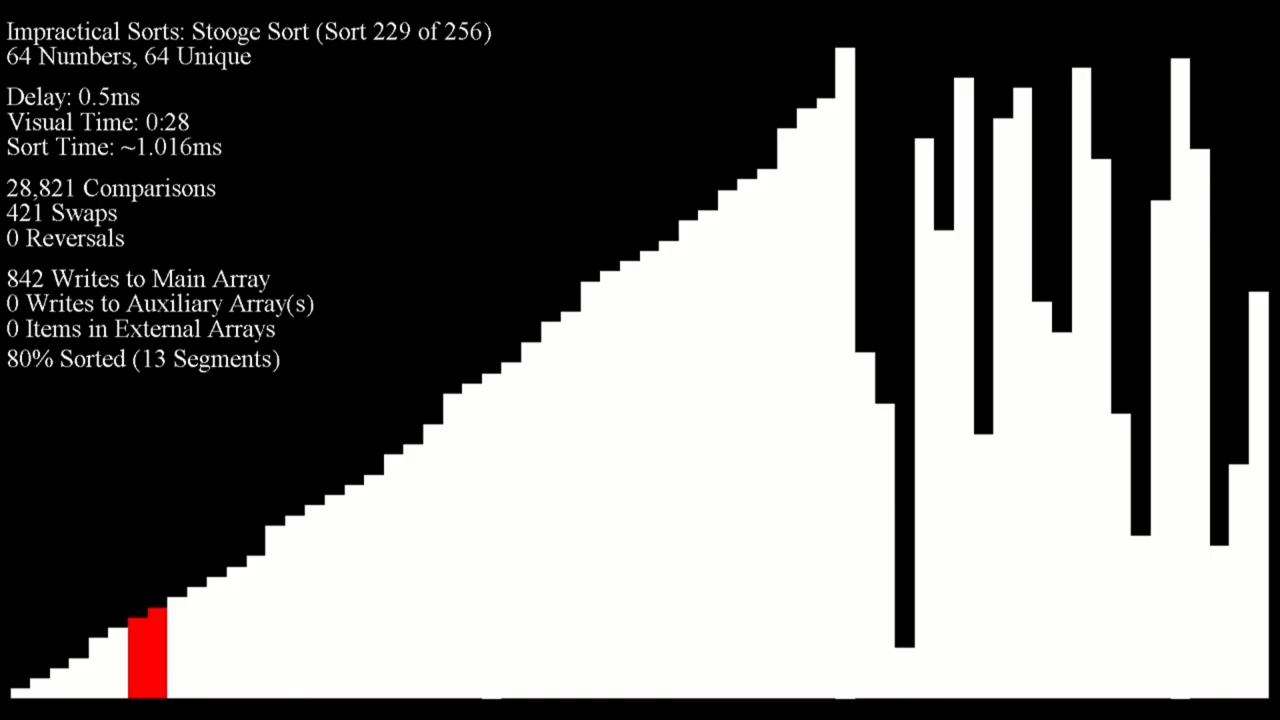 Impractical Sorts: Stooge Sort (Sort 229 of 256)
64 Numbers, 64 Unique
Delay: 0.5ms
Visual Time: 0:28
Sort Time: ~1.016ms
28,821 Comparisons
421 Swaps
0 Reversals
842 Writes to Main Array
0 Writes to Auxiliary Array(s)
0 Items in External Arrays
80% Sorted (13 Segments)